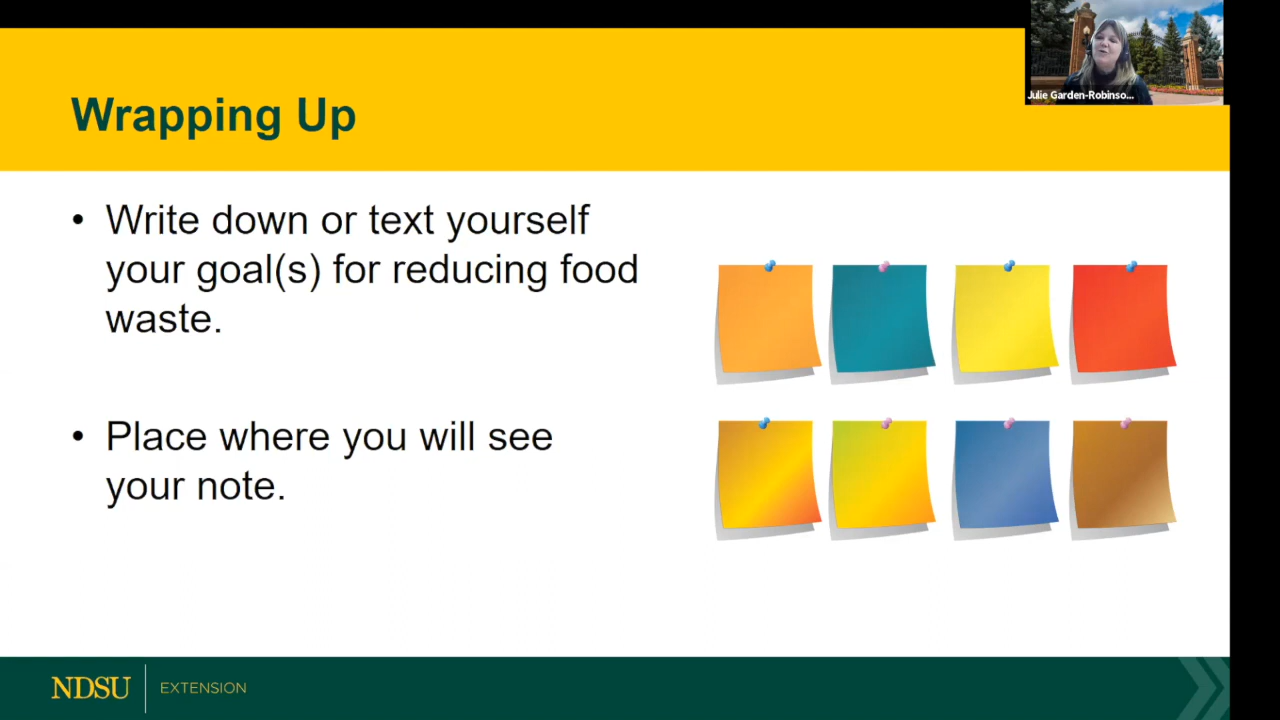 Julie Garden-Robinso...
Wrapping Up
• Write down or text yourself
your goal(s) for reducing food
waste.
• Place where you will see
your note.
NDSU EXTENSION